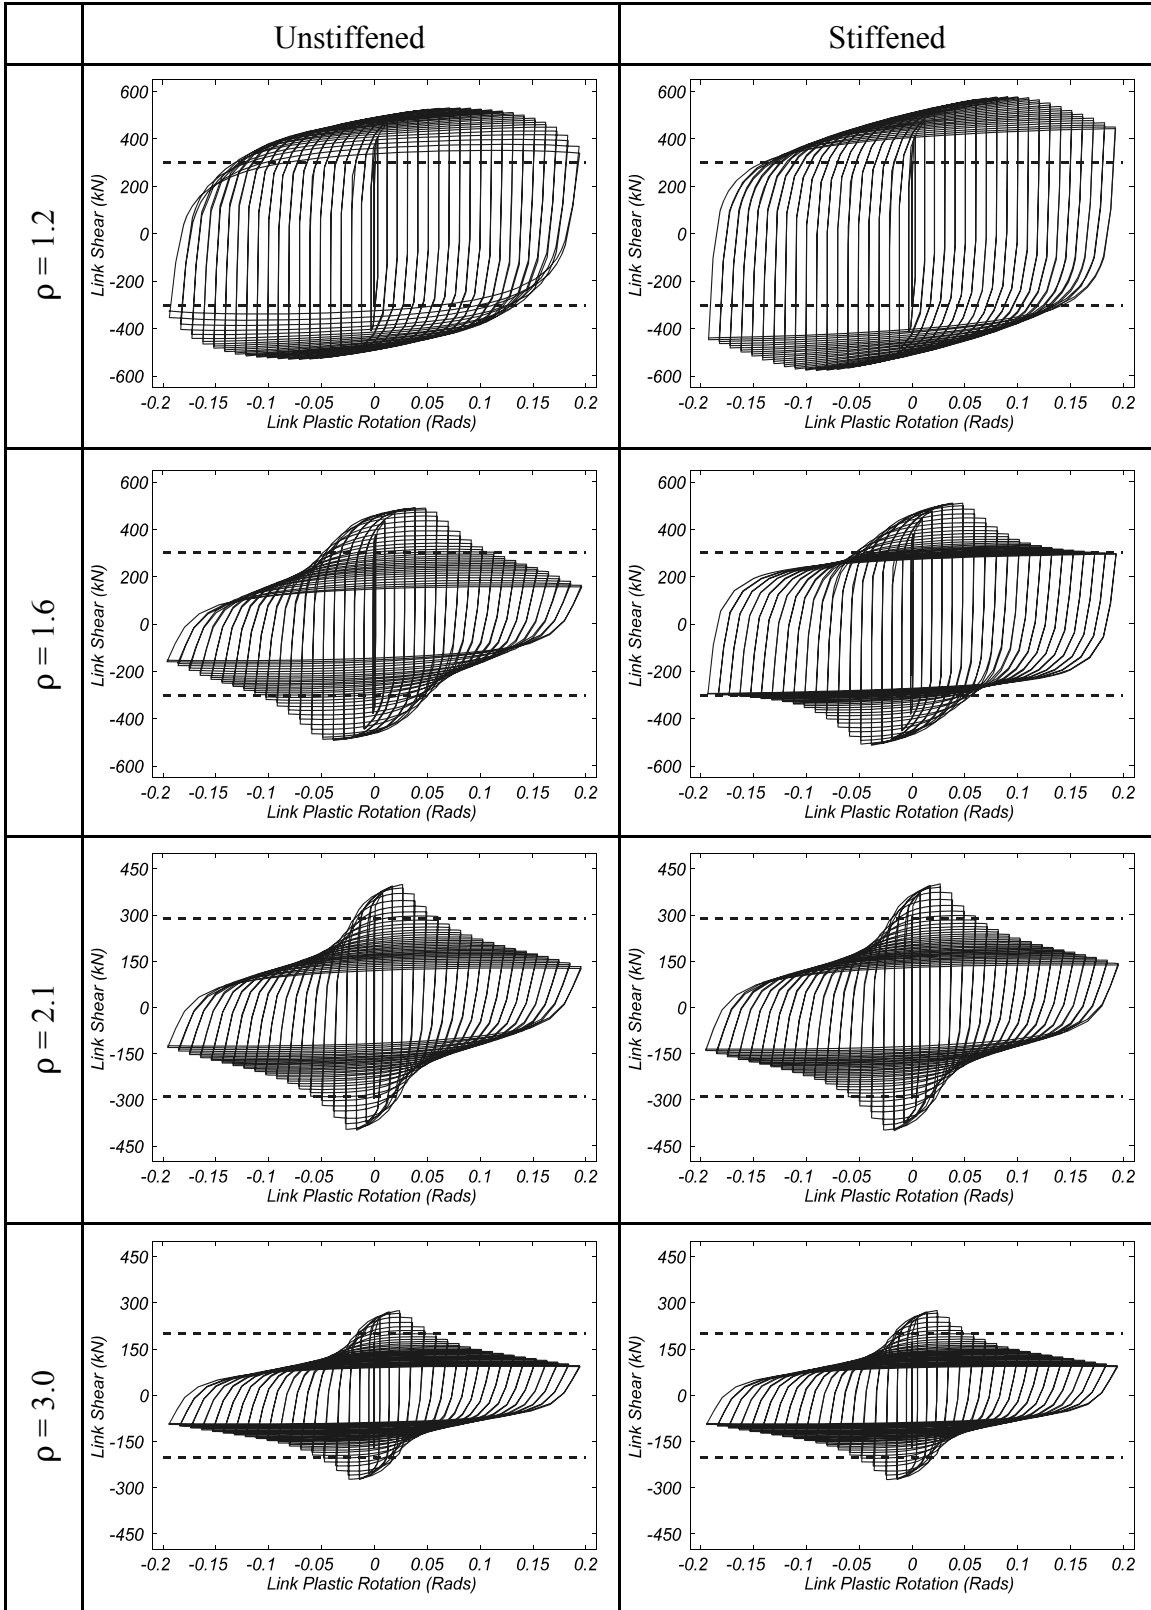 Unstiffened Stiffened
ρ = 1.2
600
400
200
0
-200
-400
-600
Link Shear (kN)
-0.2 -0.15 -0.1 -0.05 0 0.05 0.1 0.15 0.2
Link Plastic Rotation (Rads)
600
400
200
0
-200
-400
-600
Link Shear (kN)
-0.2 -0.15 -0.1 -0.05 0 0.05 0.1 0.15 0.2
Link Plastic Rotation (Rads)
ρ = 1.6
600
400
200
0
-200
-400
-600
Link Shear (kN)
-0.2 -0.15 -0.1 -0.05 0 0.05 0.1 0.15 0.2
Link Plastic Rotation (Rads)
600
400
200
0
-200
-400
-600
Link Shear (kN)
-0.2 -0.15 -0.1 -0.05 0 0.05 0.1 0.15 0.2
Link Plastic Rotation (Rads)
ρ = 2.1
450
300
150
0
-150
-300
-450
Link Shear (kN)
-0.2 -0.15 -0.1 -0.05 0 0.05 0.1 0.15 0.2
Link Plastic Rotation (Rads)
450
300
150
0
-150
-300
-450
Link Shear (kN)
-0.2 -0.15 -0.1 -0.05 0 0.05 0.1 0.15 0.2
Link Plastic Rotation (Rads)
ρ = 3.0
450
300
150
0
-150
-300
-450
Link Shear (kN)
-0.2 -0.15 -0.1 -0.05 0 0.05 0.1 0.15 0.2
Link Plastic Rotation (Rads)
450
300
150
0
-150
-300
-450
Link Shear (kN)
-0.2 -0.15 -0.1 -0.05 0 0.05 0.1 0.15 0.2
Link Plastic Rotation (Rads)